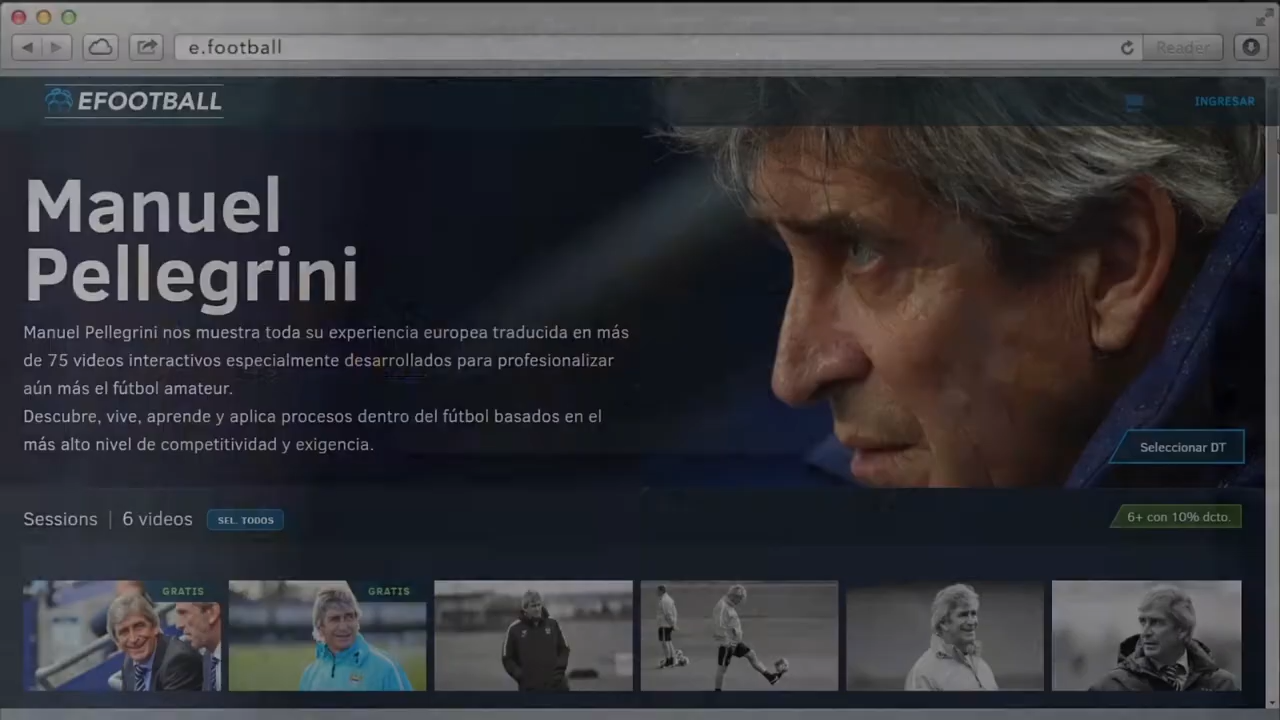 e.football
Reader
EFOOTBALL
INGRESAR
Manuel
Pellegrini
Manuel Pellegrini nos muestra toda su experiencia europea traducida en más
de 75 videos interactivos especialmente desarrollados para profesionalizar
aún más el fútbol amateur.
Descubre, vive, aprende y aplica procesos dentro del fútbol basados en el
más alto nivel de competitividad y exigencia.
Seleccionar DT
Sessions | 6 videos
SEL. TODOS
6+ con 10% dcto.
GRATIS
GRATIS